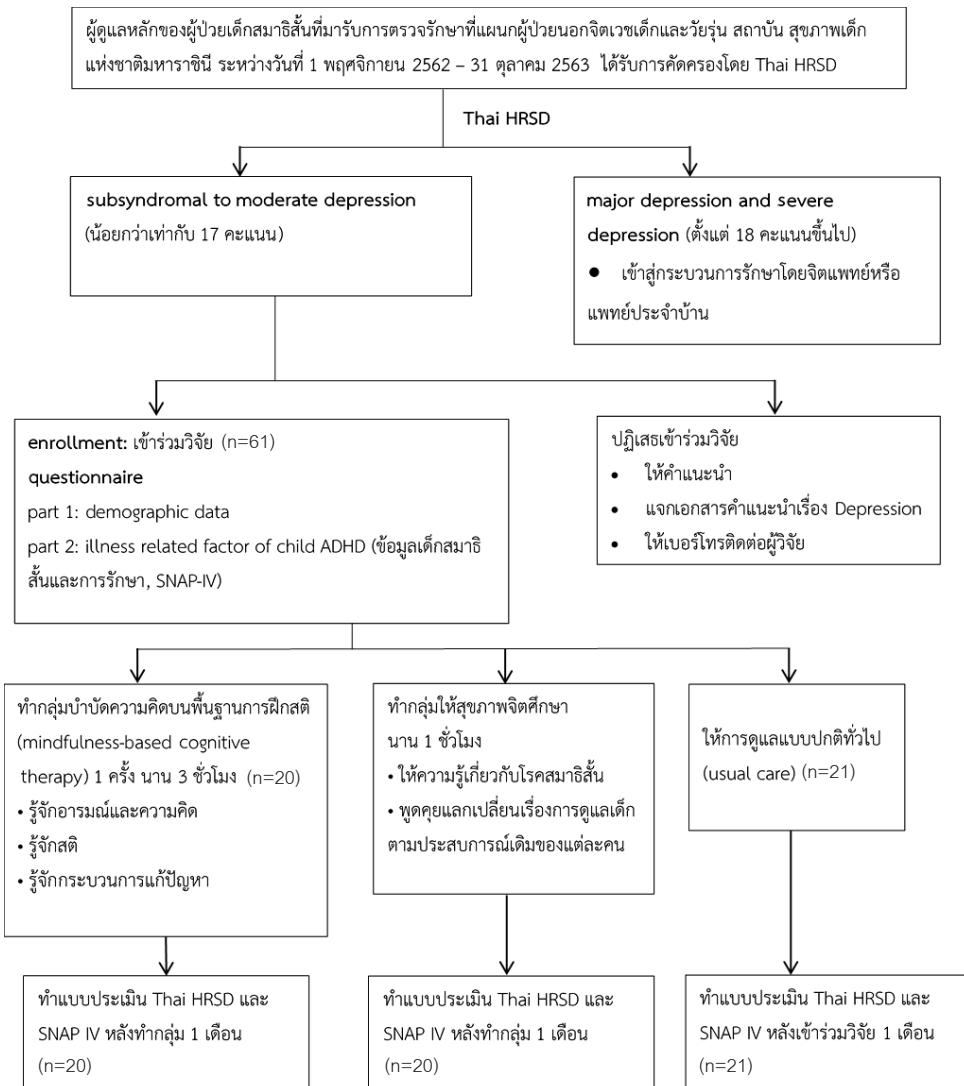 ผู้ดูแลหลักของผู้ป่วยเด็กสมาธิสั้นที่มารับการตรวจรักษาที่แผนกผู้ป่วยนอกจิตเวชเด็กและวัยรุ่น สถาบัน สุขภาพเด็ก
แห่งชาติมหาราชินี ระหว่างวันที่ 1 พฤศจิกายน 2562 – 31 ตุลาคม 2563 ได้รับการคัดครองโดย Thai HRSD
Thai HRSD
subsyndromal to moderate depression
(น้อยกว่าเท่ากับ 17 คะแนน)
major depression and severe
depression (ตั้งแต่ 18 คะแนนขึ้นไป)
● เข้าสู่กระบวนการรักษาโดยจิตแพทย์หรือ
แพทย์ประจำบ้าน
enrollment: เข้าร่วมวิจัย (n=61)
questionnaire
part 1: demographic data
part 2: illness related factor of child ADHD (ข้อมูลเด็กสมาธิ
สั้นและการรักษา, SNAP-IV)
ปฏิเสธเข้าร่วมวิจัย
• ให้คำแนะนำ
• แจกเอกสารคำแนะนำเรื่อง Depression
• ให้เบอร์โทรติดต่อผู้วิจัย
ทำกลุ่มบำบัดความคิดบนพื้นฐานการฝึกสติ
(mindfulness-based cognitive
therapy) 1 ครั้ง นาน 3 ชั่วโมง (n=20)
• รู้จักอารมณ์และความคิด
• รู้จักสติ
• รู้จักกระบวนการแก้ปัญหา
ทำกลุ่มให้สุขภาพจิตศึกษา
นาน 1 ชั่วโมง
• ให้ความรู้เกี่ยวกับโรคสมาธิสั้น
• พูดคุยแลกเปลี่ยนเรื่องการดูแลเด็ก
ตามประสบการณ์เดิมของแต่ละคน
ให้การดูแลแบบปกติทั่วไป
(usual care) (n=21)
ทำแบบประเมิน Thai HRSD และ
SNAP IV หลังทำกลุ่ม 1 เดือน
(n=20)
ทำแบบประเมิน Thai HRSD และ
SNAP IV หลังทำกลุ่ม 1 เดือน
(n=20)
ทำแบบประเมิน Thai HRSD และ
SNAP IV หลังเข้าร่วมวิจัย 1 เดือน
(n=21)